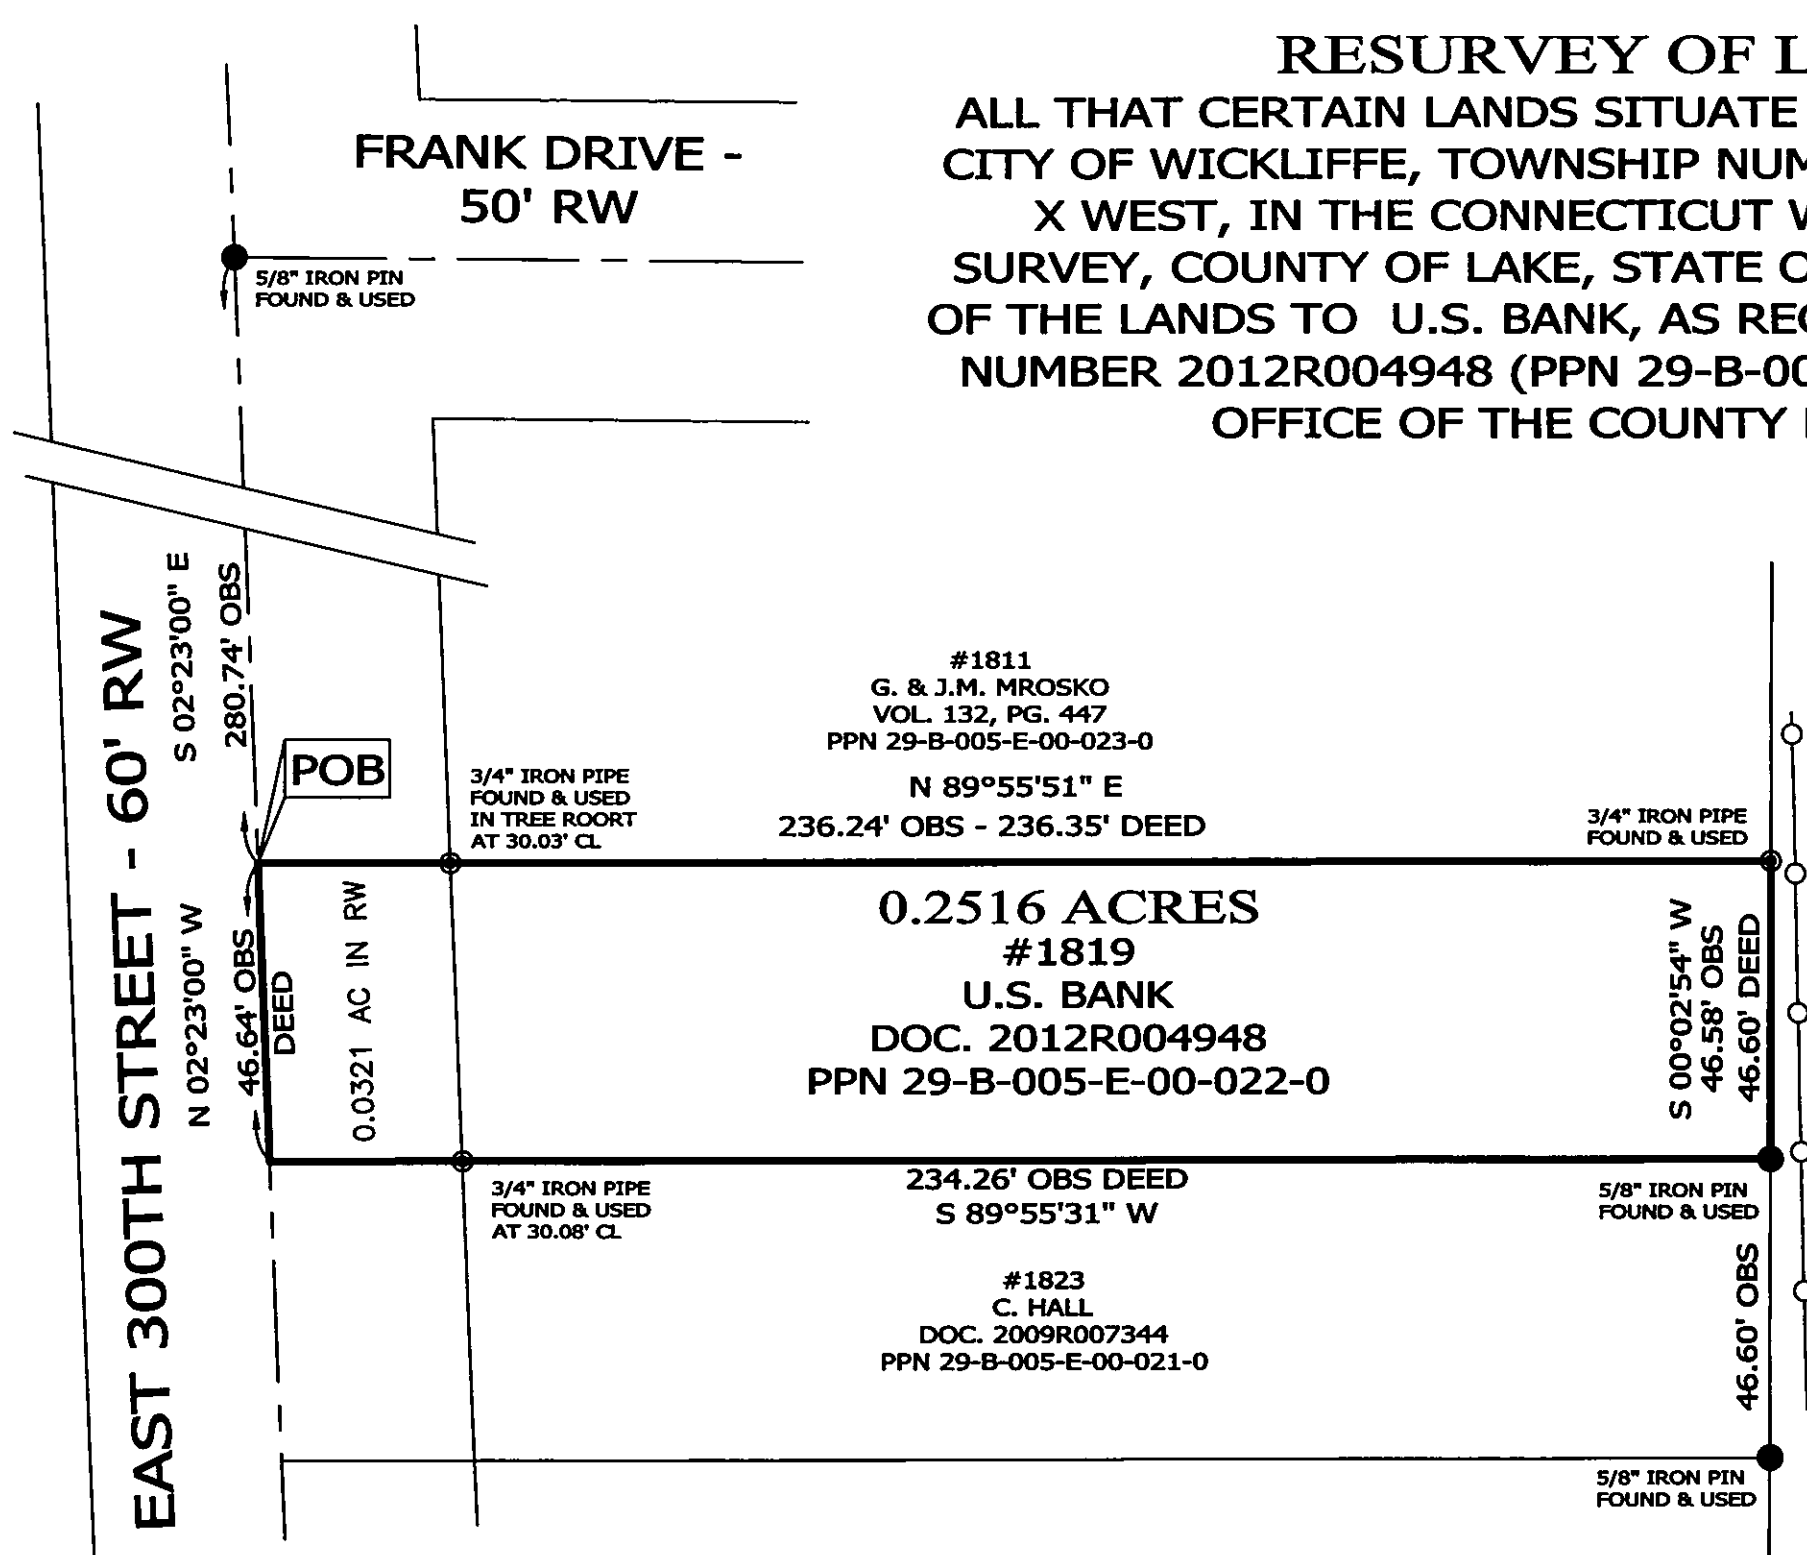 RESURVEY OF L
ALL THAT CERTAIN LANDS SITUATE
CITY OF WICKLIFFE, TOWNSHIP NUM
X WEST, IN THE CONNECTICUT W
SURVEY, COUNTY OF LAKE, STATE O
OF THE LANDS TO U.S. BANK, AS REC
NUMBER 2012R004948 (PPN 29-B-00
OFFICE OF THE COUNTY
FRANK DRIVE -
50' RW
5/8" IRON PIN
FOUND & USED
S 02°23'00" E
280.74' OBS
EAST 300TH STREET - 60' RW
POB
3/4" IRON PIPE
FOUND & USED
IN TREE ROORT
AT 30.03' CL
#1811
G. & J.M. MROSKO
VOL. 132, PG. 447
PPN 29-B-005-E-00-023-0
N 89°55'51" E
236.24' OBS - 236.35' DEED
3/4" IRON PIPE
FOUND & USED
N 02°23'00" W
46.64' OBS
DEED
0.0321 AC IN RW
0.2516 ACRES
#1819
U.S. BANK
DOC. 2012R004948
PPN 29-B-005-E-00-022-0
S 00°02'54" W
46.58' OBS
46.60' DEED
3/4" IRON PIPE
FOUND & USED
AT 30.08' CL
234.26' OBS DEED
S 89°55'31" W
5/8" IRON PIN
FOUND & USED
#1823
C. HALL
DOC. 2009R007344
PPN 29-B-005-E-00-021-0
46.60' OBS
5/8" IRON PIN
FOUND & USED